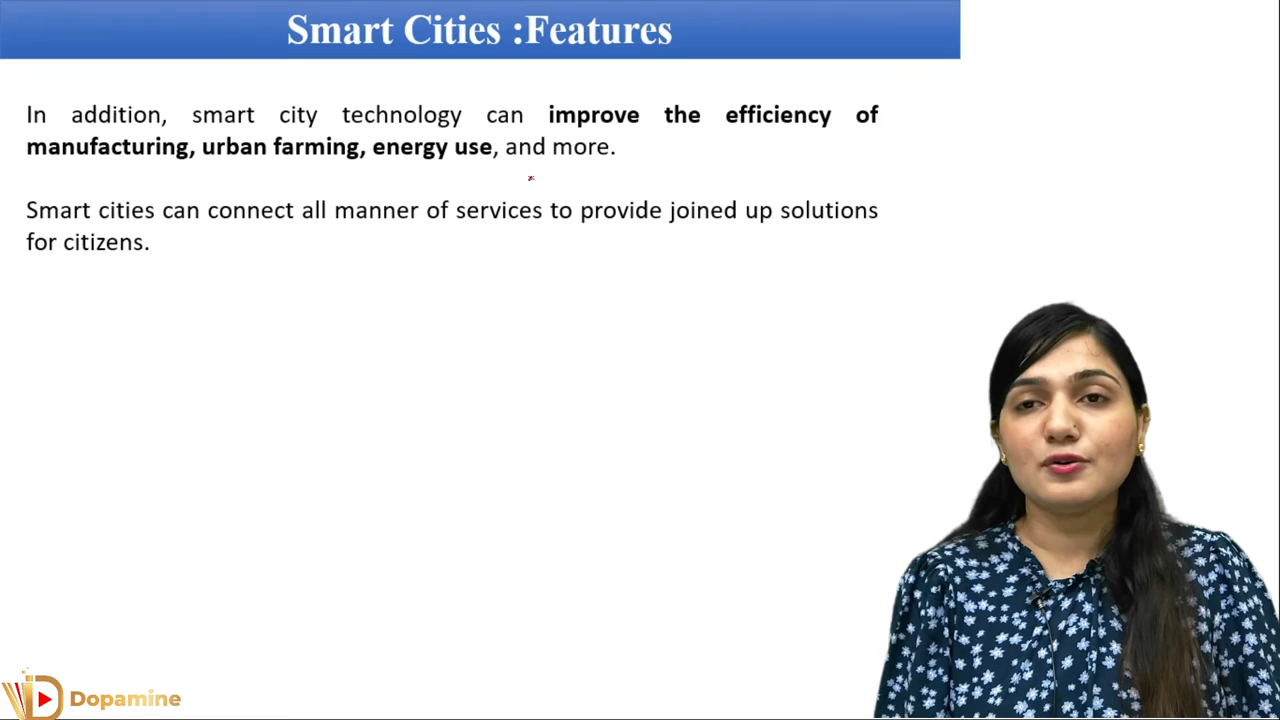 Smart Cities :Features
In addition, smart city technology can improve the efficiency of
manufacturing, urban farming, energy use, and more.
Smart cities can connect all manner of services to provide joined up solutions
for citizens.
Dopamine